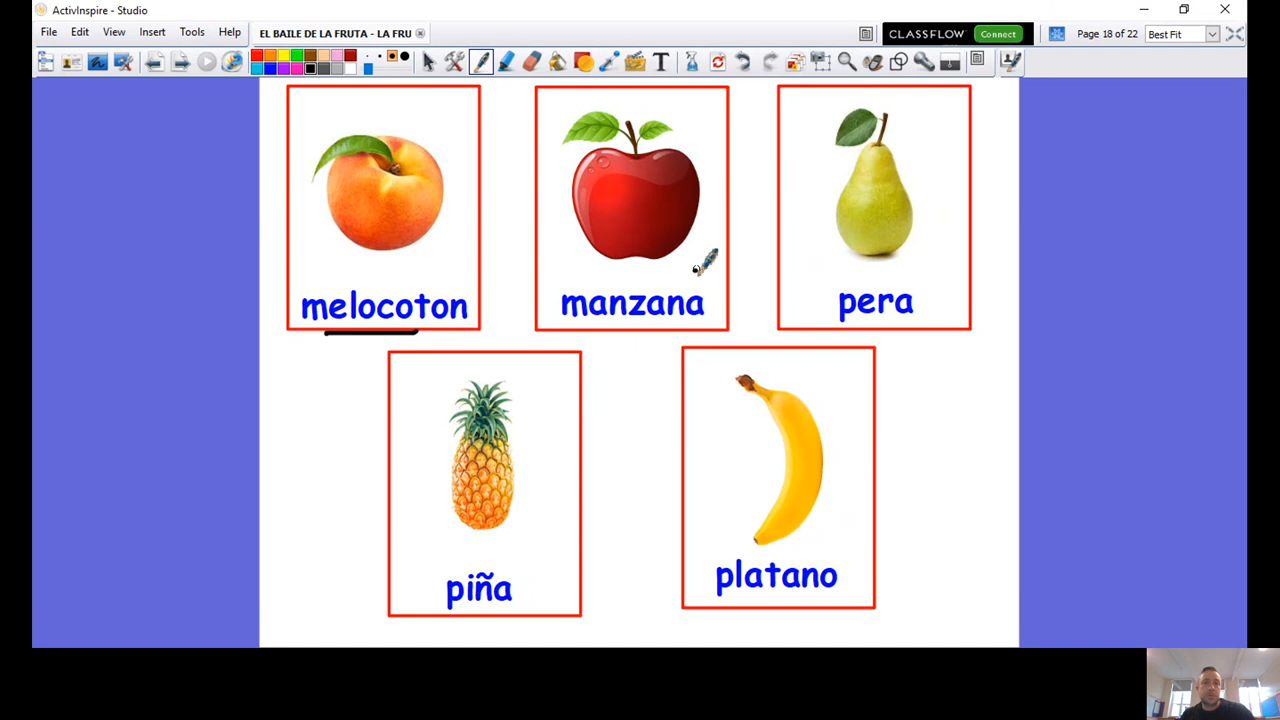 ActivInspire - Studio
File Edit View Insert Tools Help
EL BAILE DE LA FRUTA - LA FRU
CLASSFLOW Connect
Page 18 of 22
Best Fit
melocoton
manzana
pera
piña
platano